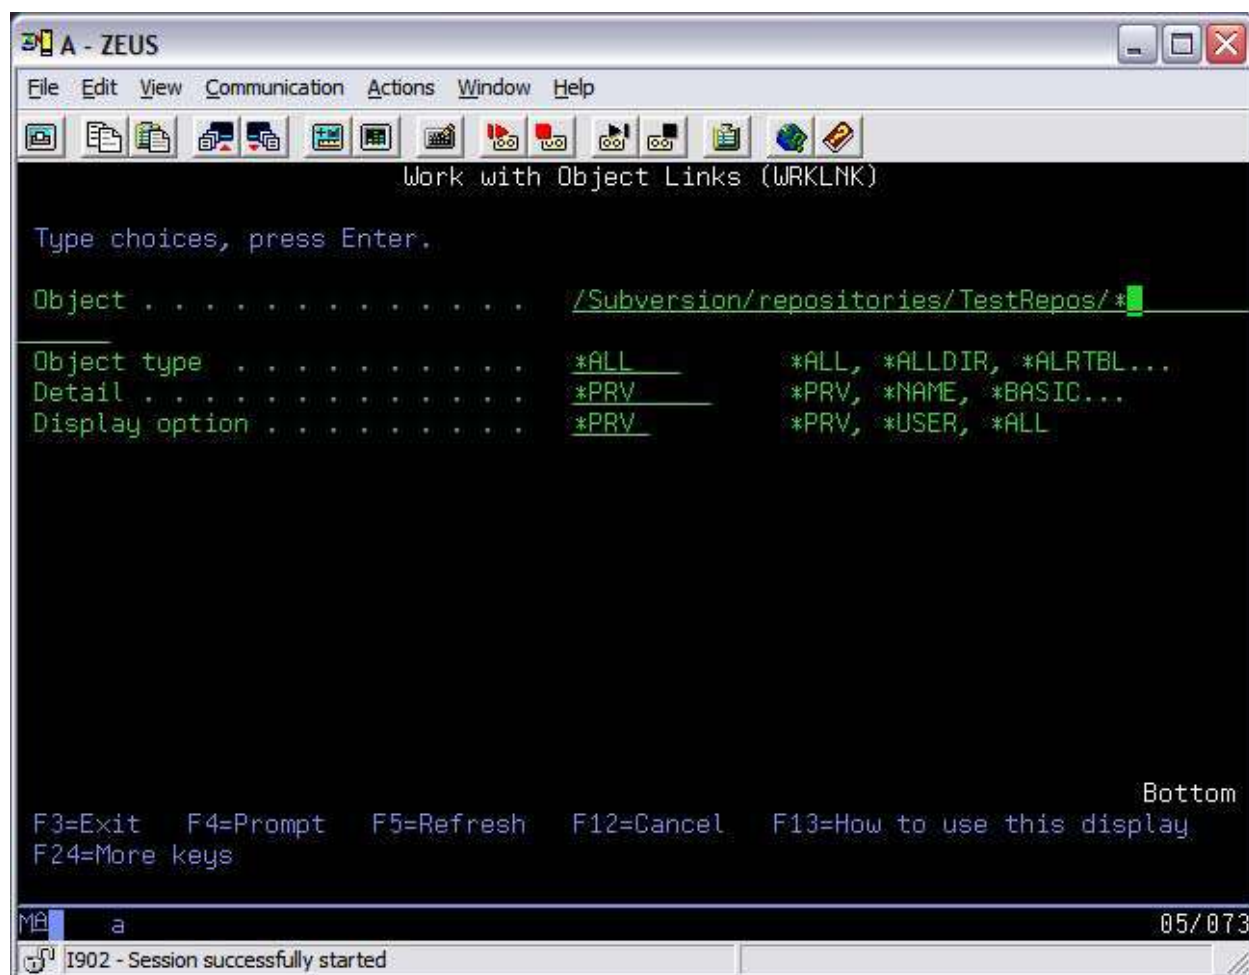 A - ZEUS
File Edit View Communication Actions Window Help
Work with Object Links (WRKLNK)
Type choices, press Enter.
Object . . . . . . . . . . . . . . /Subversion/repositories/TestRepos/*
Object type . . . . . . . . . . *ALL *ALL, *ALLDIR, *ALRTBL...
Detail . . . . . . . . . . . . . *PRV *PRV, *NAME, *BASIC...
Display option . . . . . . . . . *PRV *PRV, *USER, *ALL
Bottom
F3=Exit F4=Prompt F5=Refresh F12=Cancel F13=How to use this display
F24=More keys
MA a 05/073
I902 - Session successfully started